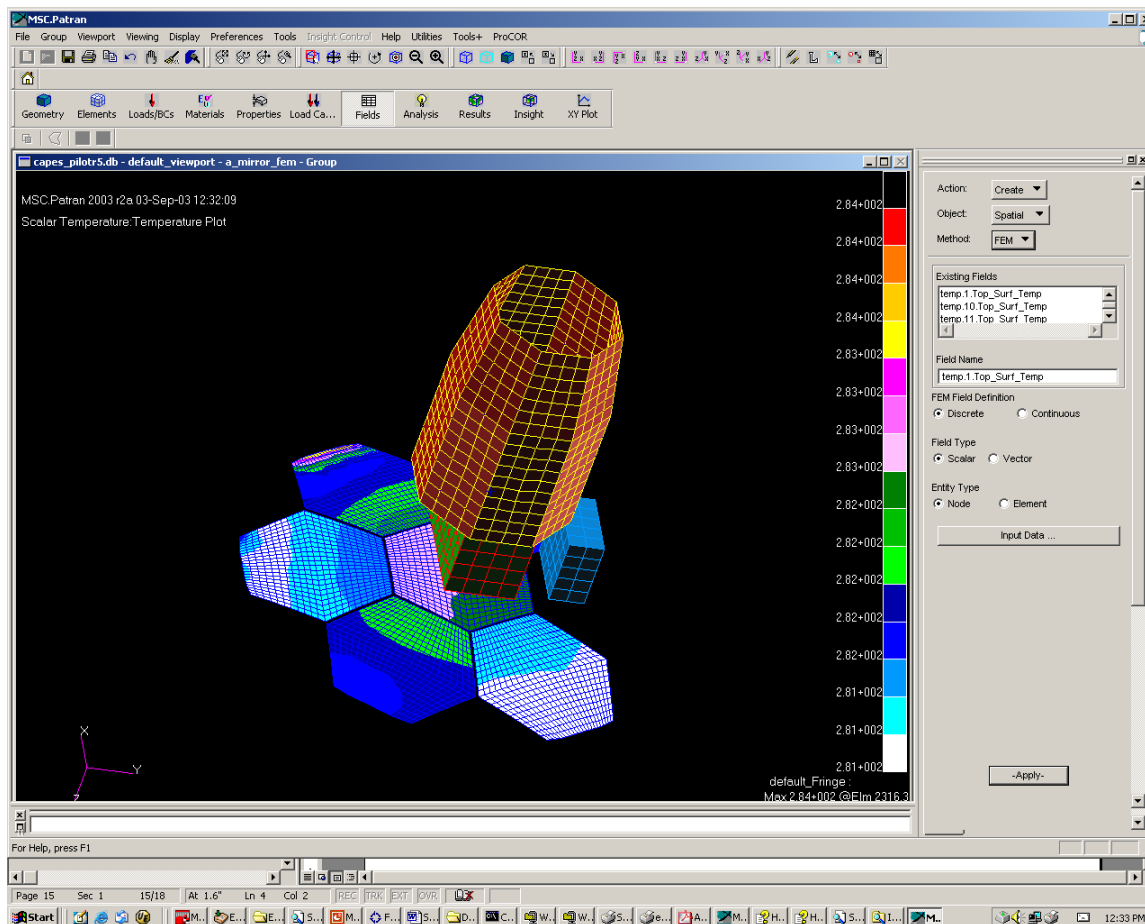 MSC.Patran
File Group Viewport Viewing Display Preferences Tools Insight Control Help Utilities Tools+ ProCOR
Geometry Elements Loads/BCs Materials Properties Load Ca... Fields Analysis Results Insight XY Plot
capes_pilotr5.db - default_viewport - a_mirror_fem - Group
MSC.Patran 2003 r2a 03-Sep-03 12:32:09
Scalar Temperature:Temperature Plot
2.84+002
2.84+002
2.84+002
2.84+002
2.83+002
2.83+002
2.83+002
2.83+002
2.82+002
2.82+002
2.82+002
2.82+002
2.82+002
2.81+002
2.81+002
2.81+002
default_Fringe :
Max 2.84+002 @Elm 2316.3
X
Y
Z
Action: Create
Object: Spatial
Method: FEM
Existing Fields
temp.1.Top_Surf_Temp
temp.10.Top_Surf_Temp
temp.11.Top_Surf_Temp
Field Name
temp.1.Top_Surf_Temp
FEM Field Definition
Discrete Continuous
Field Type
Scalar Vector
Entity Type
Node Element
Input Data ...
-Apply-
For Help, press F1
Page 15 Sec 1 15/18 At 1.6" Ln 4 Col 2 REC TRK EXT OVR
Start M.. E... E... S... M.. F... S... D... C... W.. W.. S... e... A... M.. H.. H.. S... I... M.. 12:33 PM